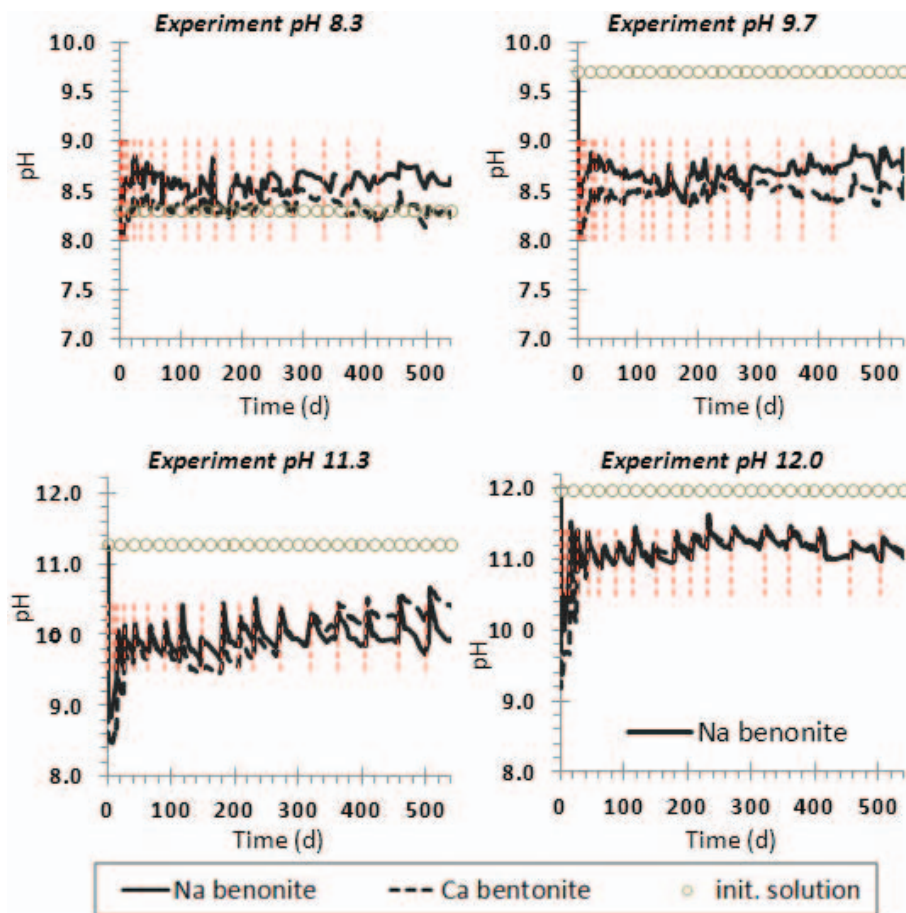 Experiment pH 8.3
10.0
9.5
9.0
8.5
8.0
7.5
7.0
pH
0 100 200 300 400 500
Time (d)
Experiment pH 9.7
10.0
9.5
9.0
8.5
8.0
7.5
7.0
pH
0 100 200 300 400 500
Time (d)
Experiment pH 11.3
12.0
11.0
10.0
9.0
8.0
pH
0 100 200 300 400 500
Time (d)
Experiment pH 12.0
12.0
11.0
10.0
9.0
8.0
pH
Na benonite
0 100 200 300 400 500
Time (d)
Na benonite Ca bentonite init. solution